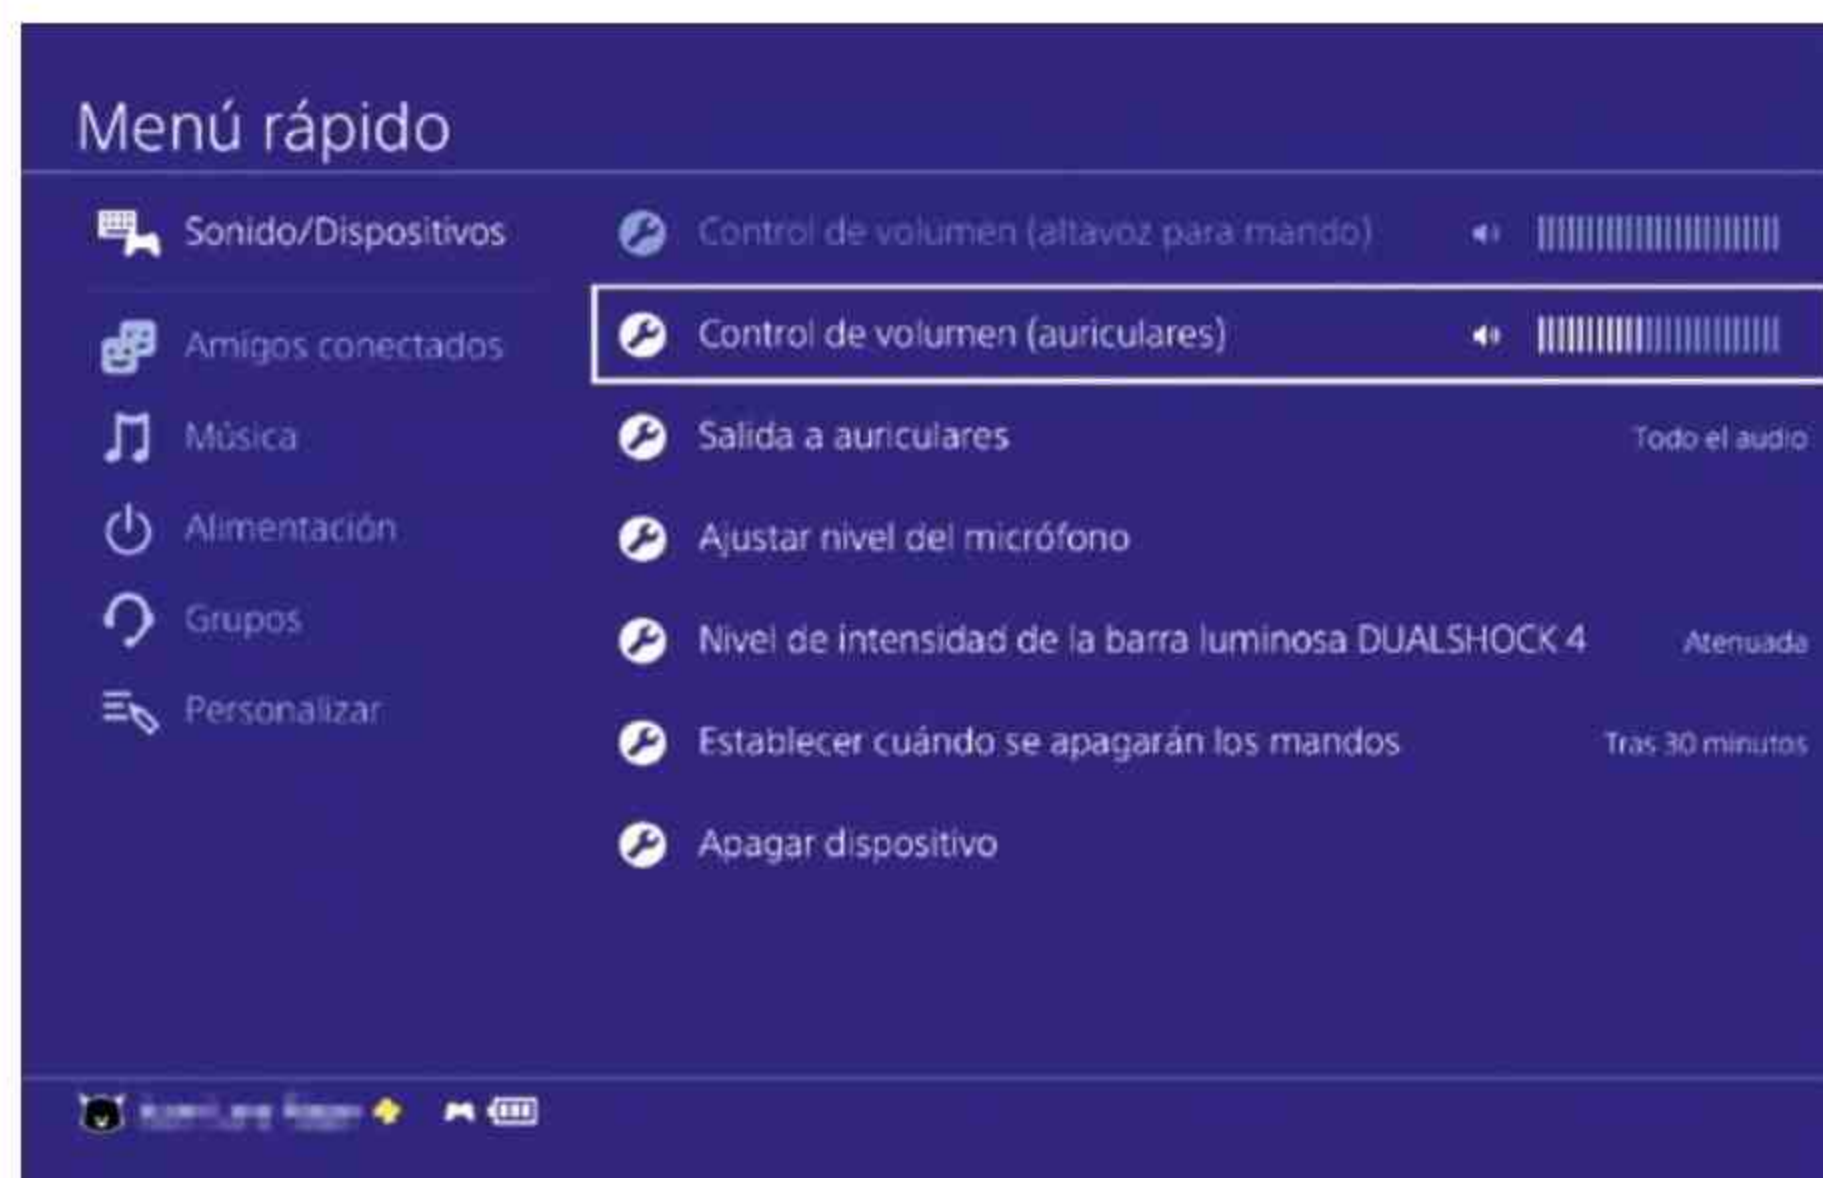 Menú rápido
Sonido/Dispositivos
Amigos conectados
Música
Alimentación
Grupos
Personalizar
Control de volumen (altavoz para mando)
Control de volumen (auriculares)
Salida a auriculares Todo el audio
Ajustar nivel del micrófono
Nivel de intensidad de la barra luminosa DUALSHOCK 4 Atenuada
Establecer cuándo se apagarán los mandos Tras 30 minutos
Apagar dispositivo